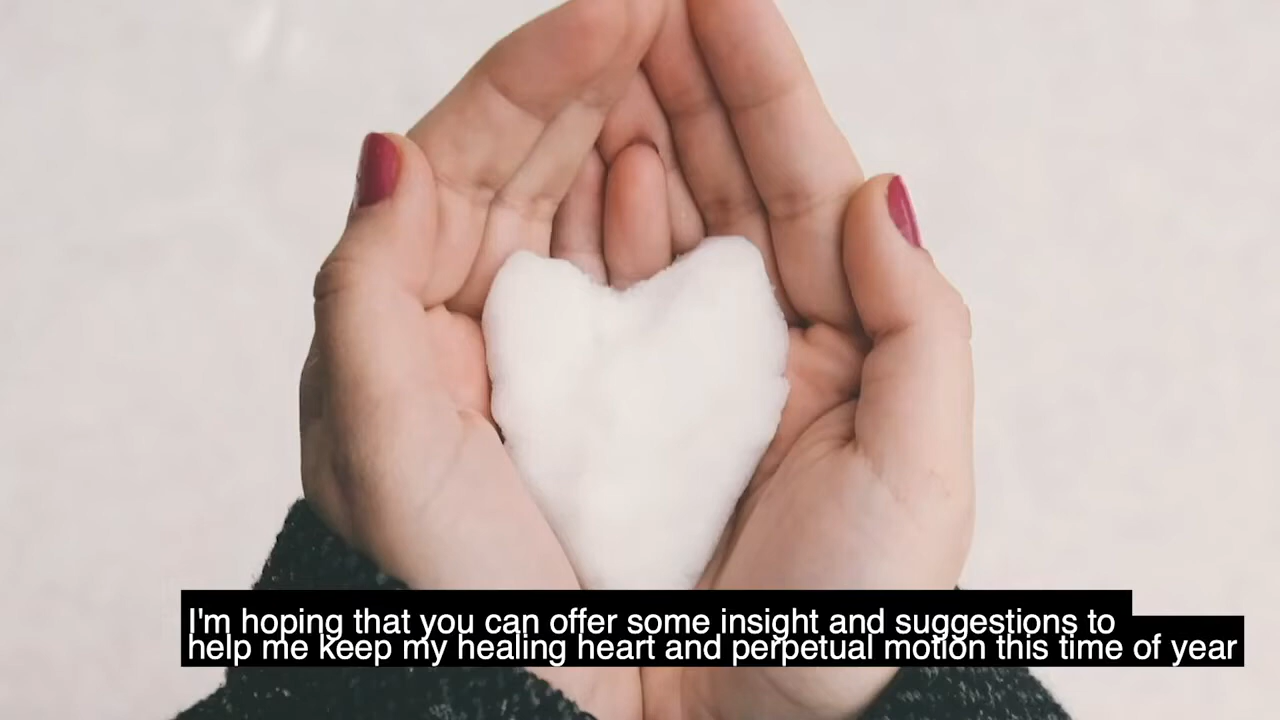 I'm hoping that you can offer some insight and suggestions to
help me keep my healing heart and perpetual motion this time of year